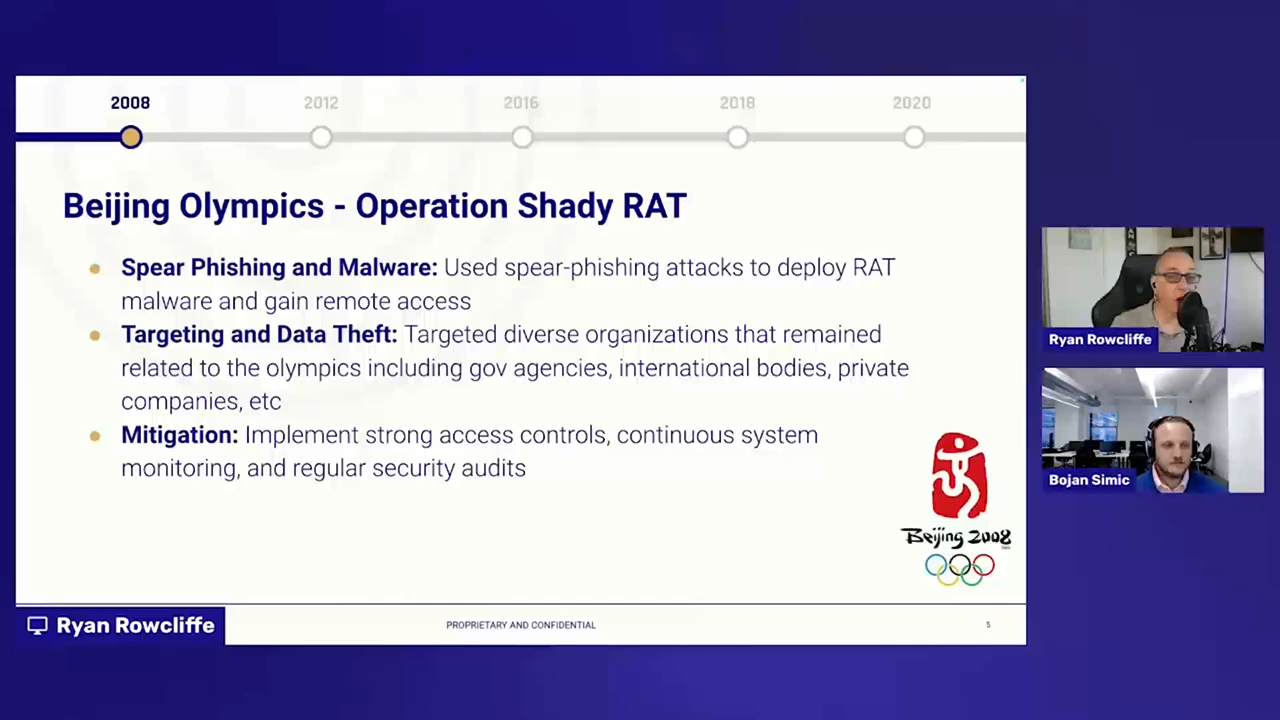 2008
2012
2016
2018
2020
Beijing Olympics - Operation Shady RAT
Spear Phishing and Malware: Used spear-phishing attacks to deploy RAT
malware and gain remote access
Targeting and Data Theft: Targeted diverse organizations that remained
related to the olympics including gov agencies, international bodies, private
companies, etc
Mitigation: Implement strong access controls, continuous system
monitoring, and regular security audits
Beijing 2008
Ryan Rowcliffe
PROPRIETARY AND CONFIDENTIAL
5
Ryan Rowcliffe
Bojan Simic